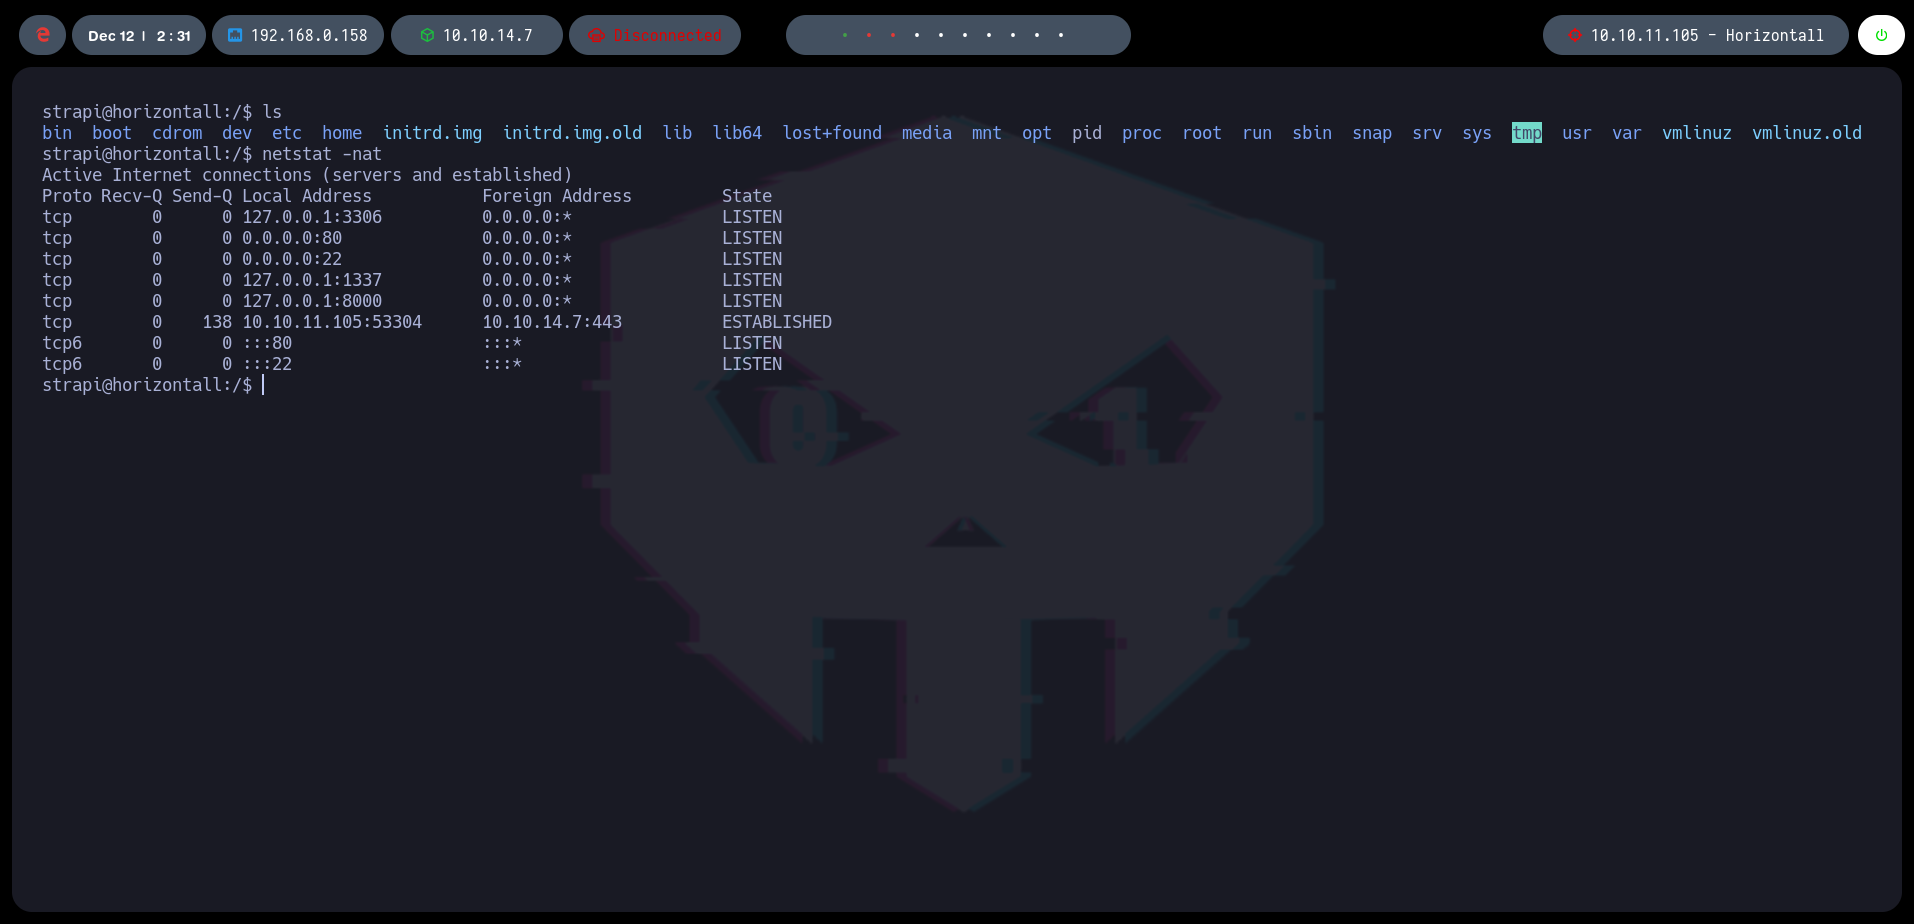 Dec 12 | 2 : 31 192.168.0.158 10.10.14.7 Disconnected 10.10.11.105 - Horizontall
strapi@horizontall:/$ ls
bin  boot  cdrom  dev  etc  home  initrd.img  initrd.img.old  lib  lib64  lost+found  media  mnt  opt  pid  proc  root  run  sbin  snap  srv  sys  tmp  usr  var  vmlinuz  vmlinuz.old
strapi@horizontall:/$ netstat -nat
Active Internet connections (servers and established)
Proto Recv-Q Send-Q Local Address           Foreign Address         State
tcp        0      0 127.0.0.1:3306          0.0.0.0:*               LISTEN
tcp        0      0 0.0.0.0:80              0.0.0.0:*               LISTEN
tcp        0      0 0.0.0.0:22              0.0.0.0:*               LISTEN
tcp        0      0 127.0.0.1:1337          0.0.0.0:*               LISTEN
tcp        0      0 127.0.0.1:8000          0.0.0.0:*               LISTEN
tcp        0    138 10.10.11.105:53304      10.10.14.7:443          ESTABLISHED
tcp6       0      0 :::80                   :::*                    LISTEN
tcp6       0      0 :::22                   :::*                    LISTEN
strapi@horizontall:/$
0 1